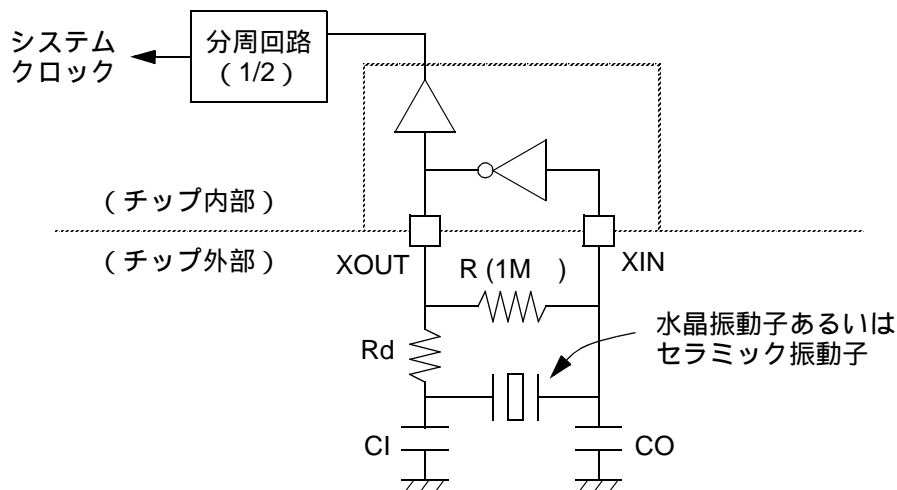 システム
クロック
分周回路
（1/2）
（チップ内部）
（チップ外部）
XOUT
XIN
R (1M　)
Rd
水晶振動子あるいは
セラミック振動子
CI
CO